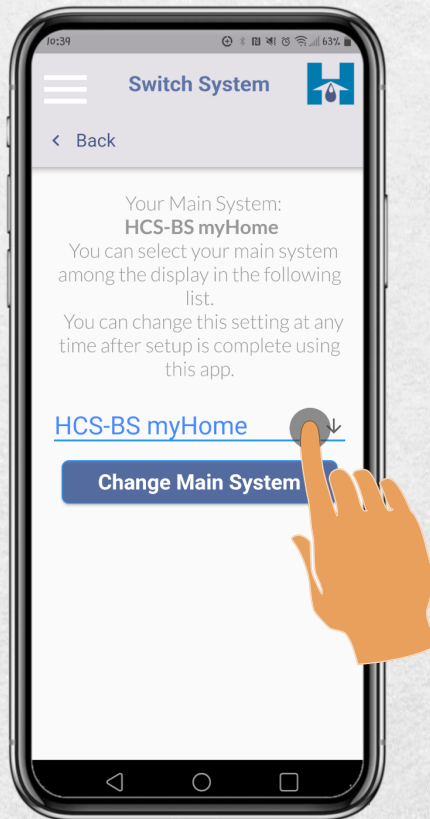 10:39 63%
Switch System
< Back
Your Main System:
HCS-BS myHome
You can select your main system
among the display in the following
list.
You can change this setting at any
time after setup is complete using
this app.
HCS-BS myHome
Change Main System